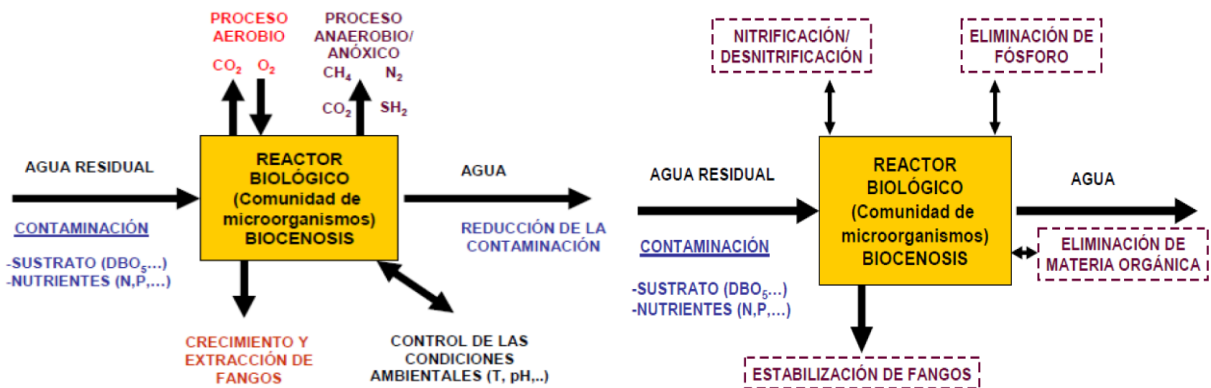 PROCESO
AEROBIO
CO₂ O₂
PROCESO
ANAEROBIO/
ANÓXICO
CH₄ N₂
CO₂ SH₂
AGUA RESIDUAL
CONTAMINACIÓN
-SUSTRATO (DBO₅...)
-NUTRIENTES (N,P,...)
REACTOR
BIOLÓGICO
(Comunidad de
microorganismos)
BIOCENOSIS
AGUA
REDUCCIÓN DE LA
CONTAMINACIÓN
CRECIMIENTO Y
EXTRACCIÓN DE
FANGOS
CONTROL DE LAS
CONDICIONES
AMBIENTALES (T, pH,..)
NITRIFICACIÓN/
DESNITRIFICACIÓN
ELIMINACIÓN DE
FÓSFORO
AGUA RESIDUAL
CONTAMINACIÓN
-SUSTRATO (DBO₅...)
-NUTRIENTES (N,P,...)
REACTOR
BIOLÓGICO
(Comunidad de
microorganismos)
BIOCENOSIS
AGUA
ELIMINACIÓN DE
MATERIA ORGÁNICA
ESTABILIZACIÓN DE FANGOS